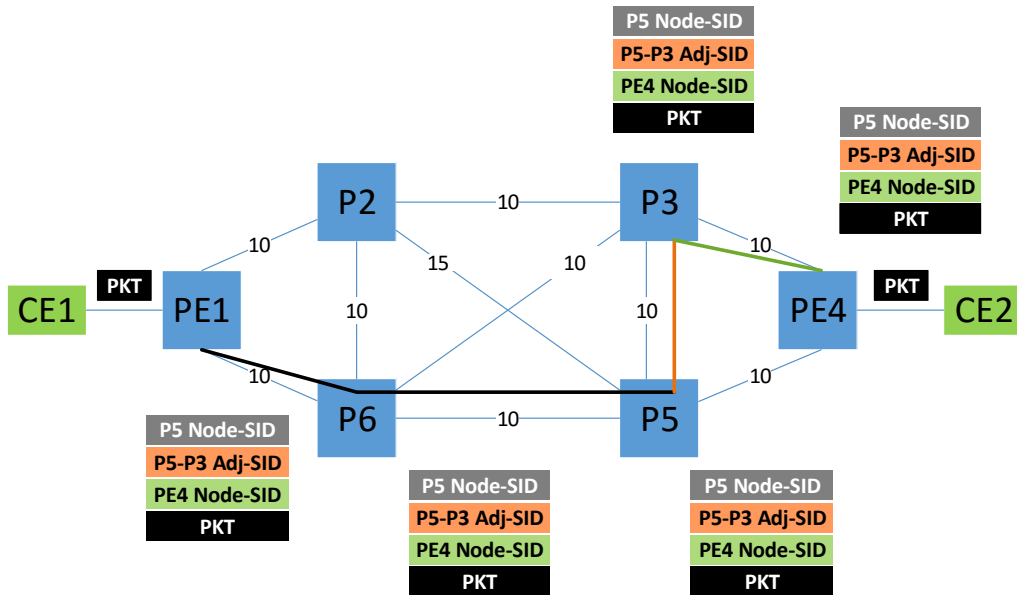 P5 Node-SID
P5-P3 Adj-SID
PE4 Node-SID
PKT
P5 Node-SID
P5-P3 Adj-SID
PE4 Node-SID
PKT
P2
10
P3
10
15
10
10
PKT
PKT
CE1
PE1
10
10
PE4
CE2
10
10
P6
10
P5
P5 Node-SID
P5-P3 Adj-SID
PE4 Node-SID
PKT
P5 Node-SID
P5-P3 Adj-SID
PE4 Node-SID
PKT
P5 Node-SID
P5-P3 Adj-SID
PE4 Node-SID
PKT